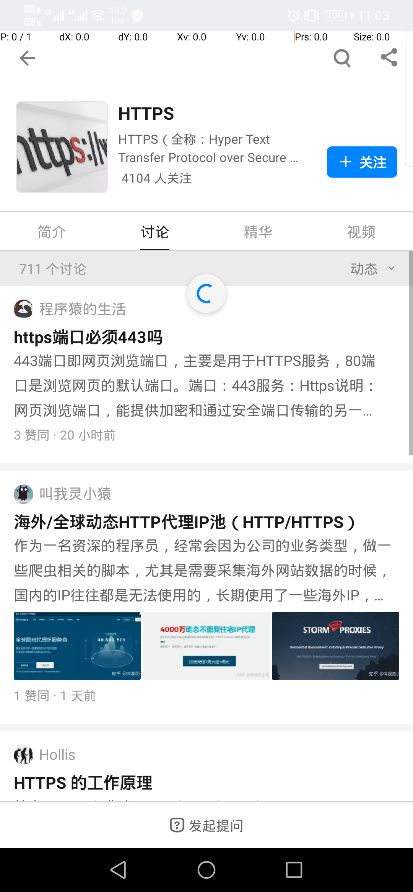 11:03
P: 0 / 1 dX: 0.0 dY: 0.0 Xv: 0.0 Yv: 0.0 Prs: 0.0 Size: 0.0
https://w
HTTPS
HTTPS（全称：Hyper Text
Transfer Protocol over Secure ...
4104 人关注
+ 关注
简介 讨论 精华 视频
711 个讨论 动态
程序猿的生活
https端口必须443吗
443端口即网页浏览端口，主要是用于HTTPS服务，80端
口是浏览网页的默认端口。端口：443服务：Https说明：
网页浏览端口，能提供加密和通过安全端口传输的另一...
3 赞同 · 20 小时前
叫我灵小猿
海外/全球动态HTTP代理IP池（HTTP/HTTPS）
作为一名资深的程序员，经常会因为公司的业务类型，做一
些爬虫相关的脚本，尤其是需要采集海外网站数据的时候，
国内的IP往往都是无法使用的，长期使用了一些海外IP，...
4000万动态不重复住宅IP代理
STORM PROXIES
1 赞同 · 1 天前
Hollis
HTTPS 的工作原理
发起提问